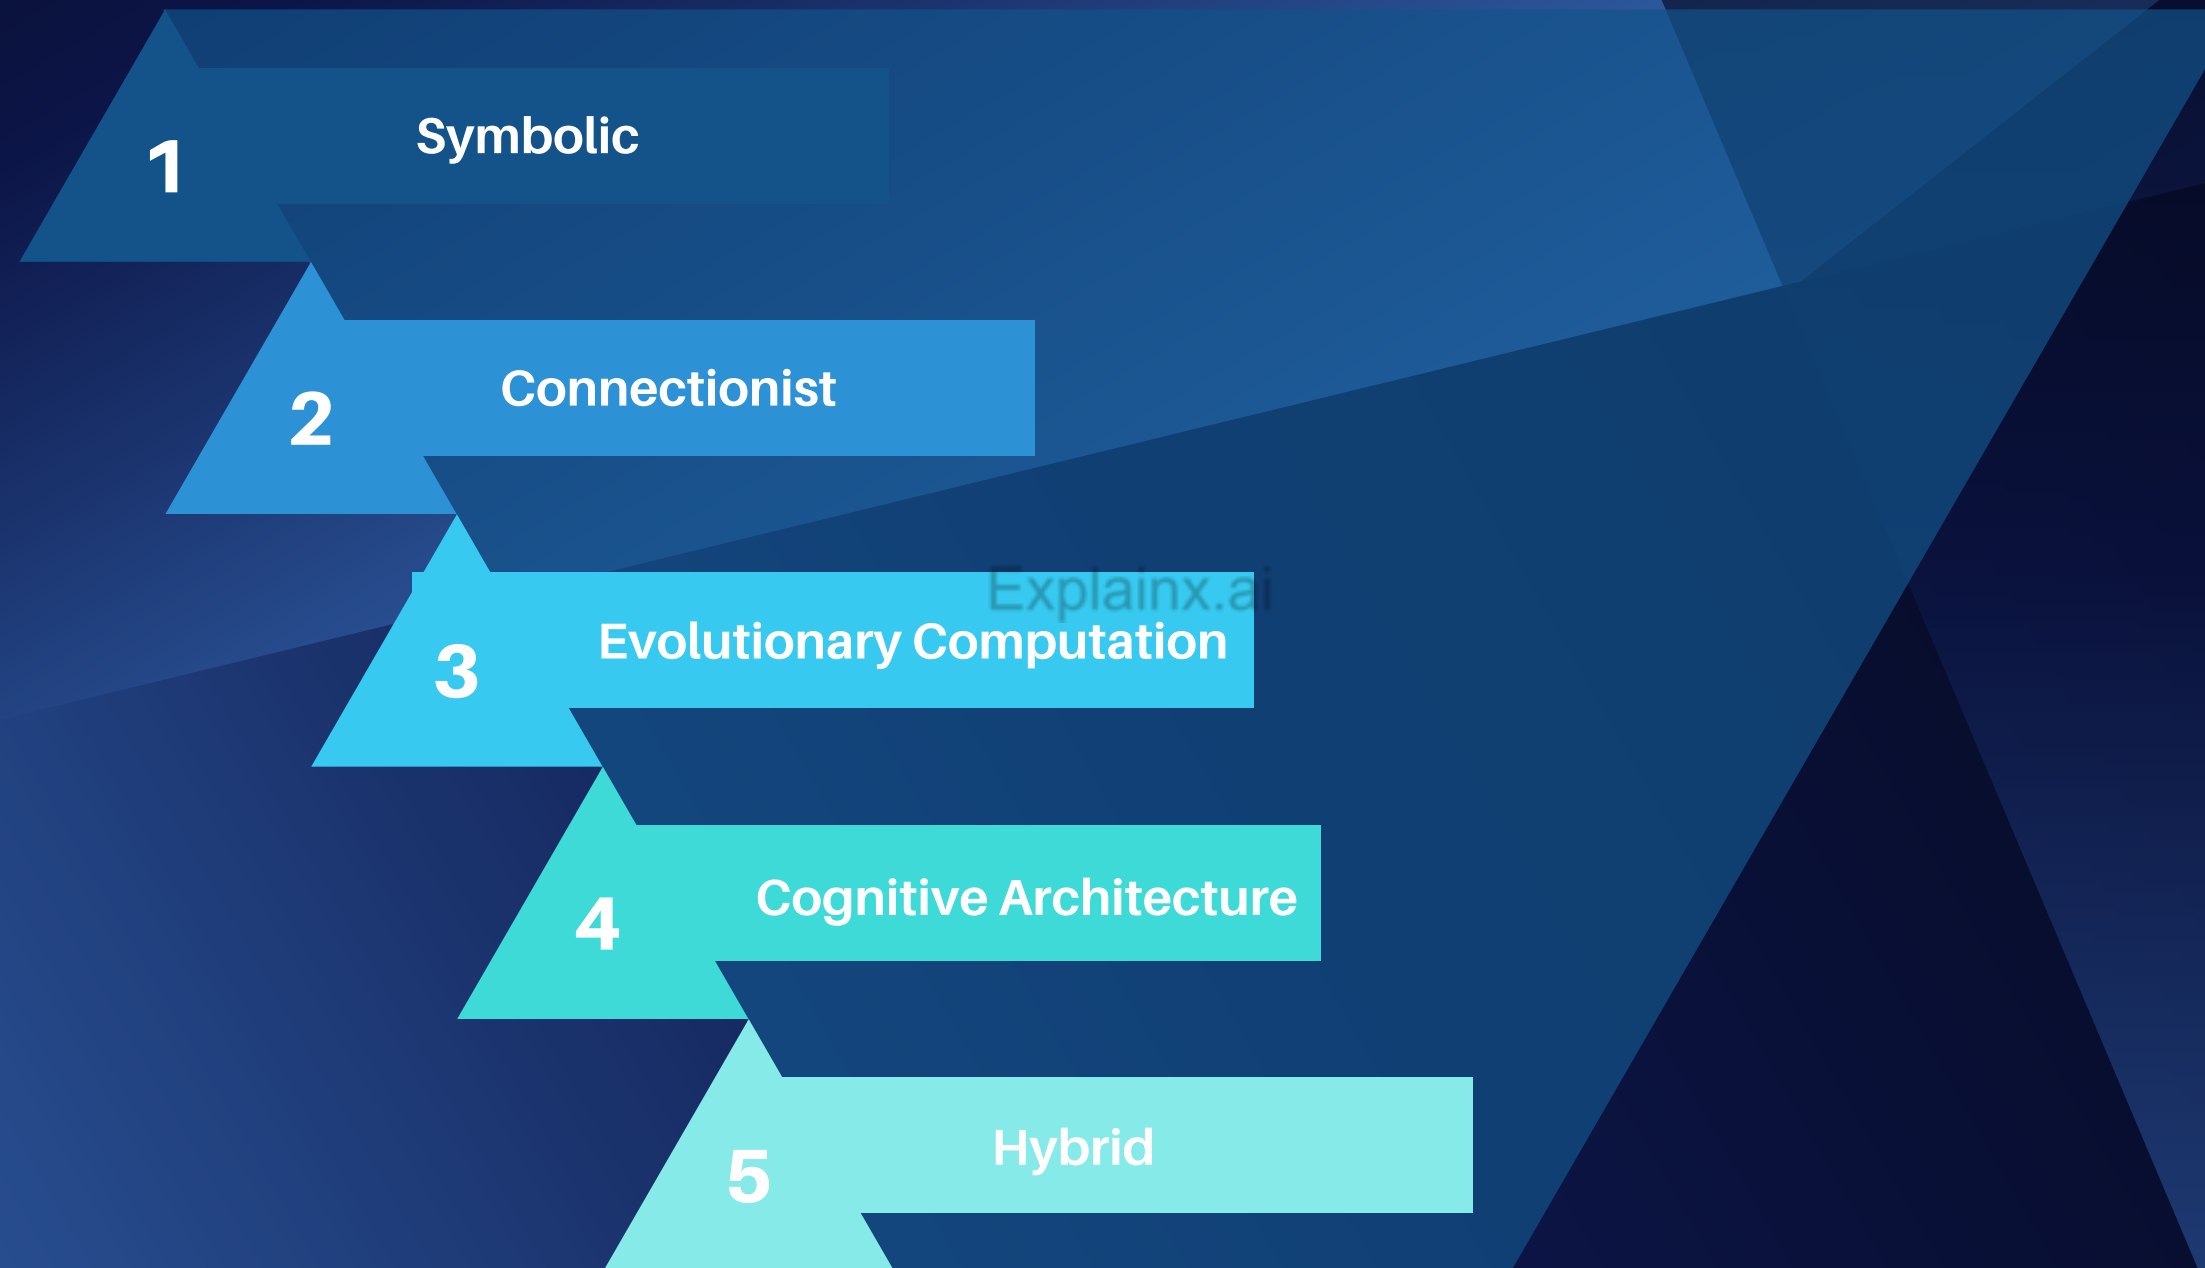 1
Symbolic
2
Connectionist
Explainx.ai
3
Evolutionary Computation
4
Cognitive Architecture
5
Hybrid